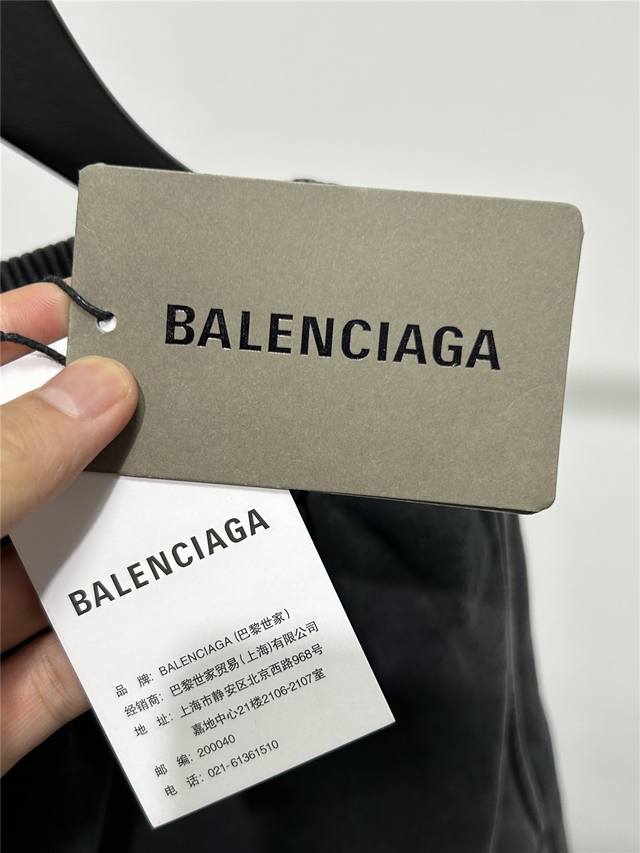 BALENCIAGA
BALENCIAGA
品 牌: BALENCIAGA (巴黎世家)
经销商: 巴黎世家贸易(上海)有限公司
地 址: 上海市静安区北京西路968号
嘉地中心21楼2106-2107室
邮 编: 200040
电 话: 021-61361510